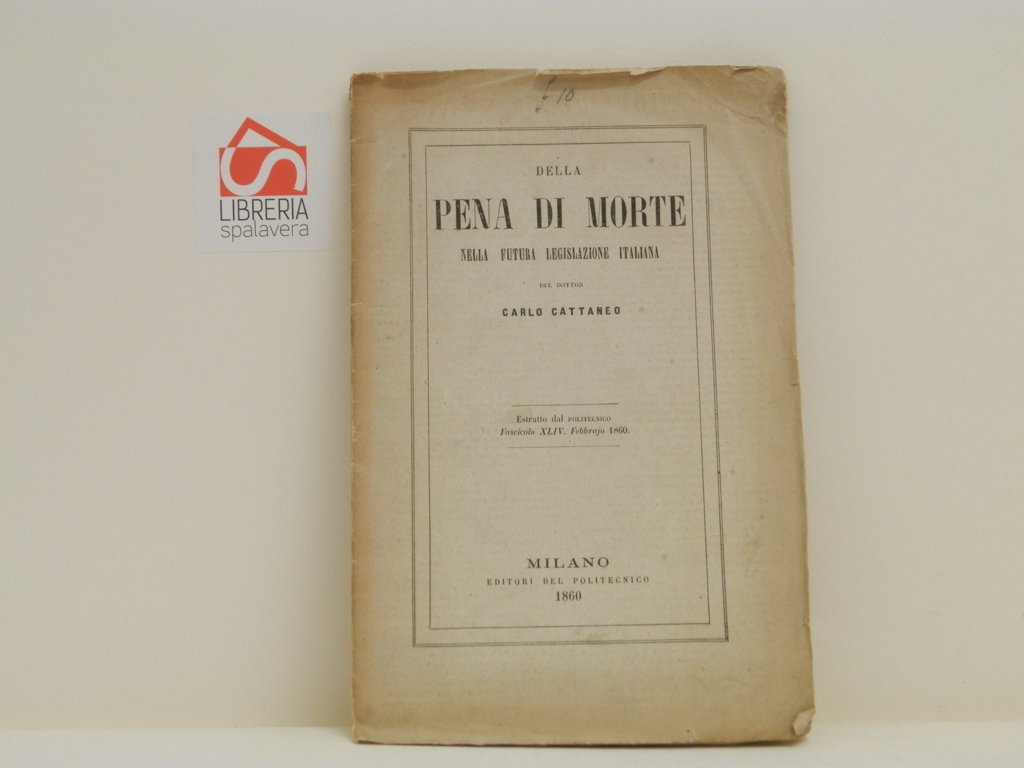 £ 10
DELLA
PENA DI MORTE
NELLA FUTURA LEGISLAZIONE ITALIANA
DEL DOTTOR
CARLO CATTANEO
Estratto dal POLITECNICO
Fascicolo XLIV. Febbrajo 1860.
MILANO
EDITORI DEL POLITECNICO
1860
LIBRERIA
spalavera